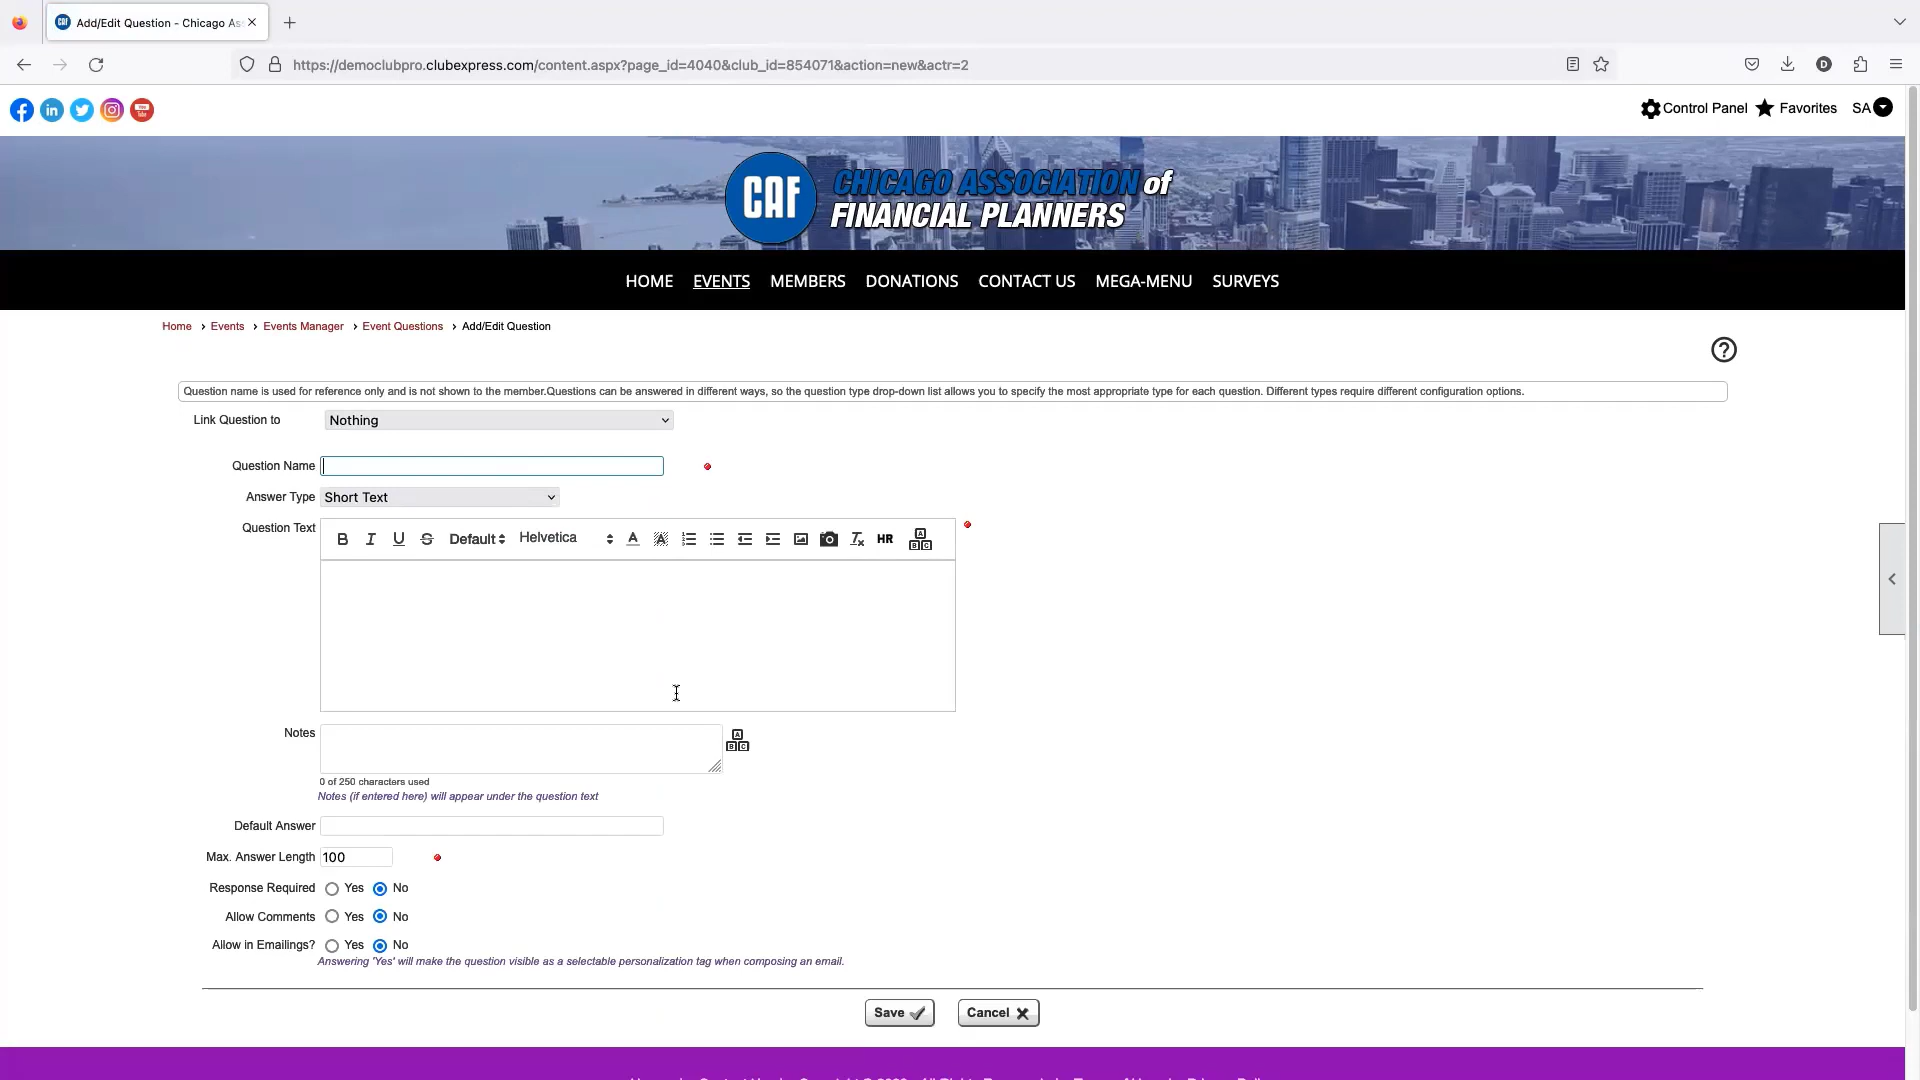 Add/Edit Question - Chicago As
https://democlubpro.clubexpress.com/content.aspx?page_id=4040&club_id=854071&action=new&actr=2
Control Panel Favorites SA
CAF CHICAGO ASSOCIATION of
FINANCIAL PLANNERS
HOME EVENTS MEMBERS DONATIONS CONTACT US MEGA-MENU SURVEYS
Home › Events › Events Manager › Event Questions › Add/Edit Question
Question name is used for reference only and is not shown to the member.Questions can be answered in different ways, so the question type drop-down list allows you to specify the most appropriate type for each question. Different types require different configuration options.
Link Question to Nothing
Question Name
Answer Type Short Text
Question Text
B I U S Default Helvetica A A HR
Notes
0 of 250 characters used
Notes (if entered here) will appear under the question text
Default Answer
Max. Answer Length 100
Response Required Yes No
Allow Comments Yes No
Allow in Emailings? Yes No
Answering 'Yes' will make the question visible as a selectable personalization tag when composing an email.
Save Cancel